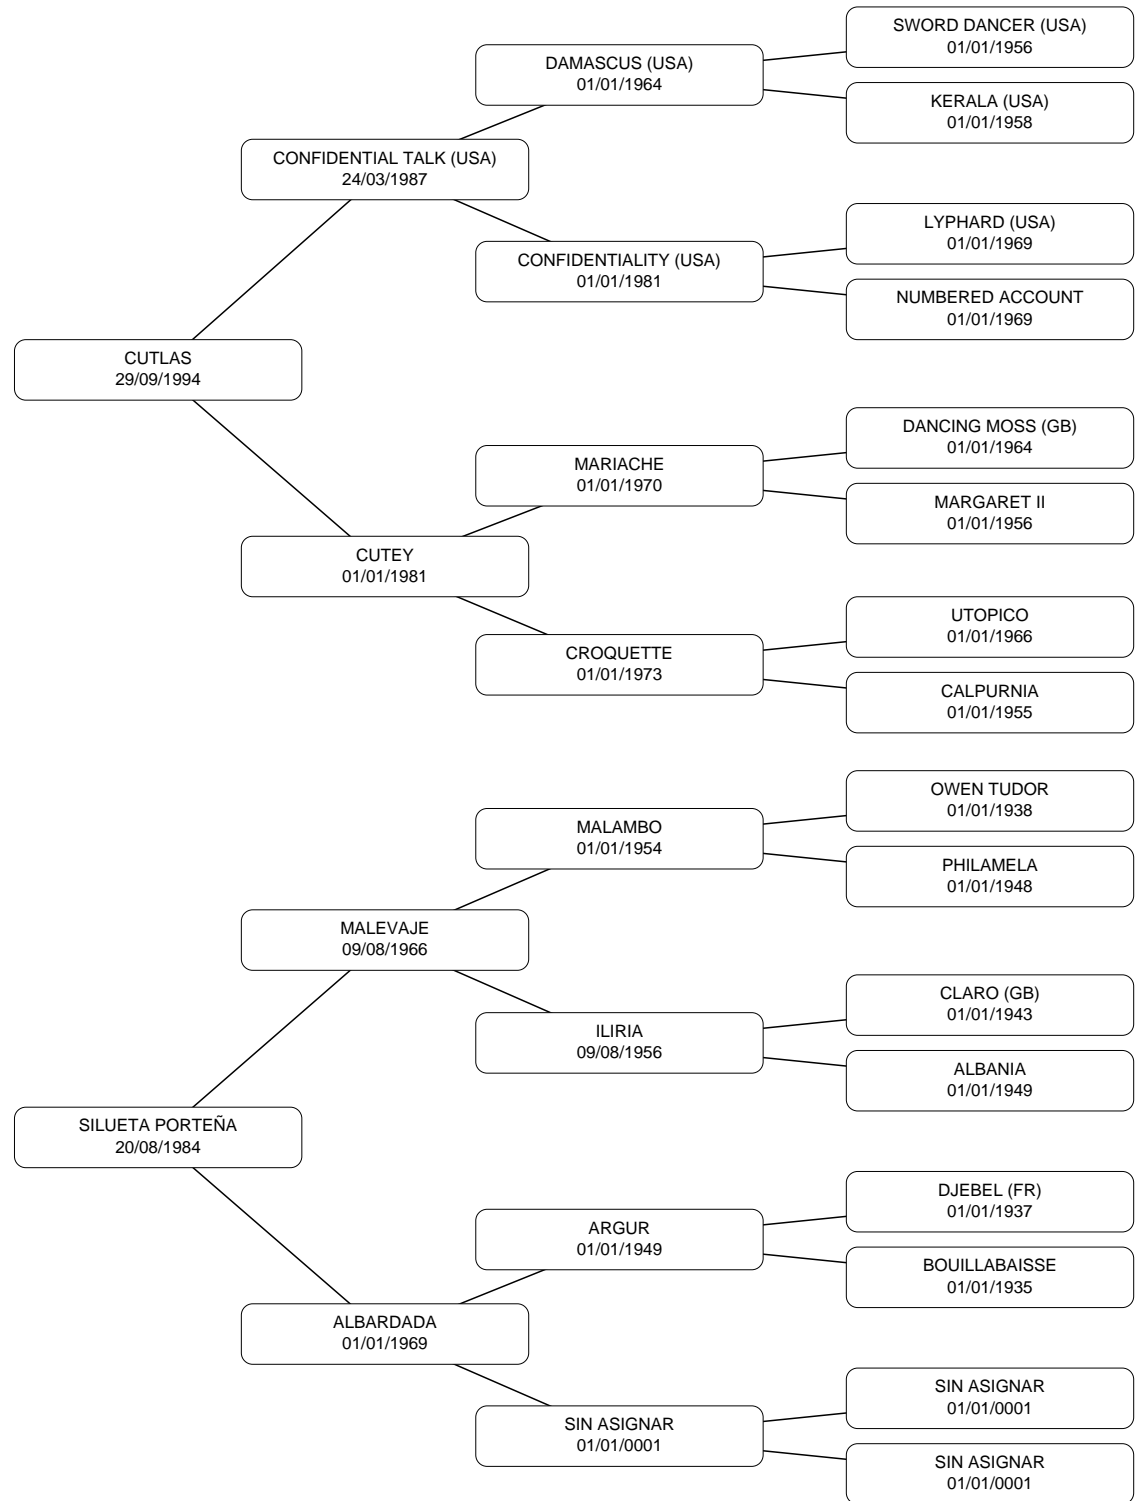 SWORD DANCER (USA)
01/01/1956
DAMASCUS (USA)
01/01/1964
KERALA (USA)
01/01/1958
CONFIDENTIAL TALK (USA)
24/03/1987
LYPHARD (USA)
01/01/1969
CONFIDENTIALITY (USA)
01/01/1981
NUMBERED ACCOUNT
01/01/1969
CUTLAS
29/09/1994
DANCING MOSS (GB)
01/01/1964
MARIACHE
01/01/1970
MARGARET II
01/01/1956
CUTEY
01/01/1981
UTOPICO
01/01/1966
CROQUETTE
01/01/1973
CALPURNIA
01/01/1955
OWEN TUDOR
01/01/1938
MALAMBO
01/01/1954
PHILAMELA
01/01/1948
MALEVAJE
09/08/1966
CLARO (GB)
01/01/1943
ILIRIA
09/08/1956
ALBANIA
01/01/1949
SILUETA PORTEÑA
20/08/1984
DJEBEL (FR)
01/01/1937
ARGUR
01/01/1949
BOUILLABAISSE
01/01/1935
ALBARDADA
01/01/1969
SIN ASIGNAR
01/01/0001
SIN ASIGNAR
01/01/0001
SIN ASIGNAR
01/01/0001